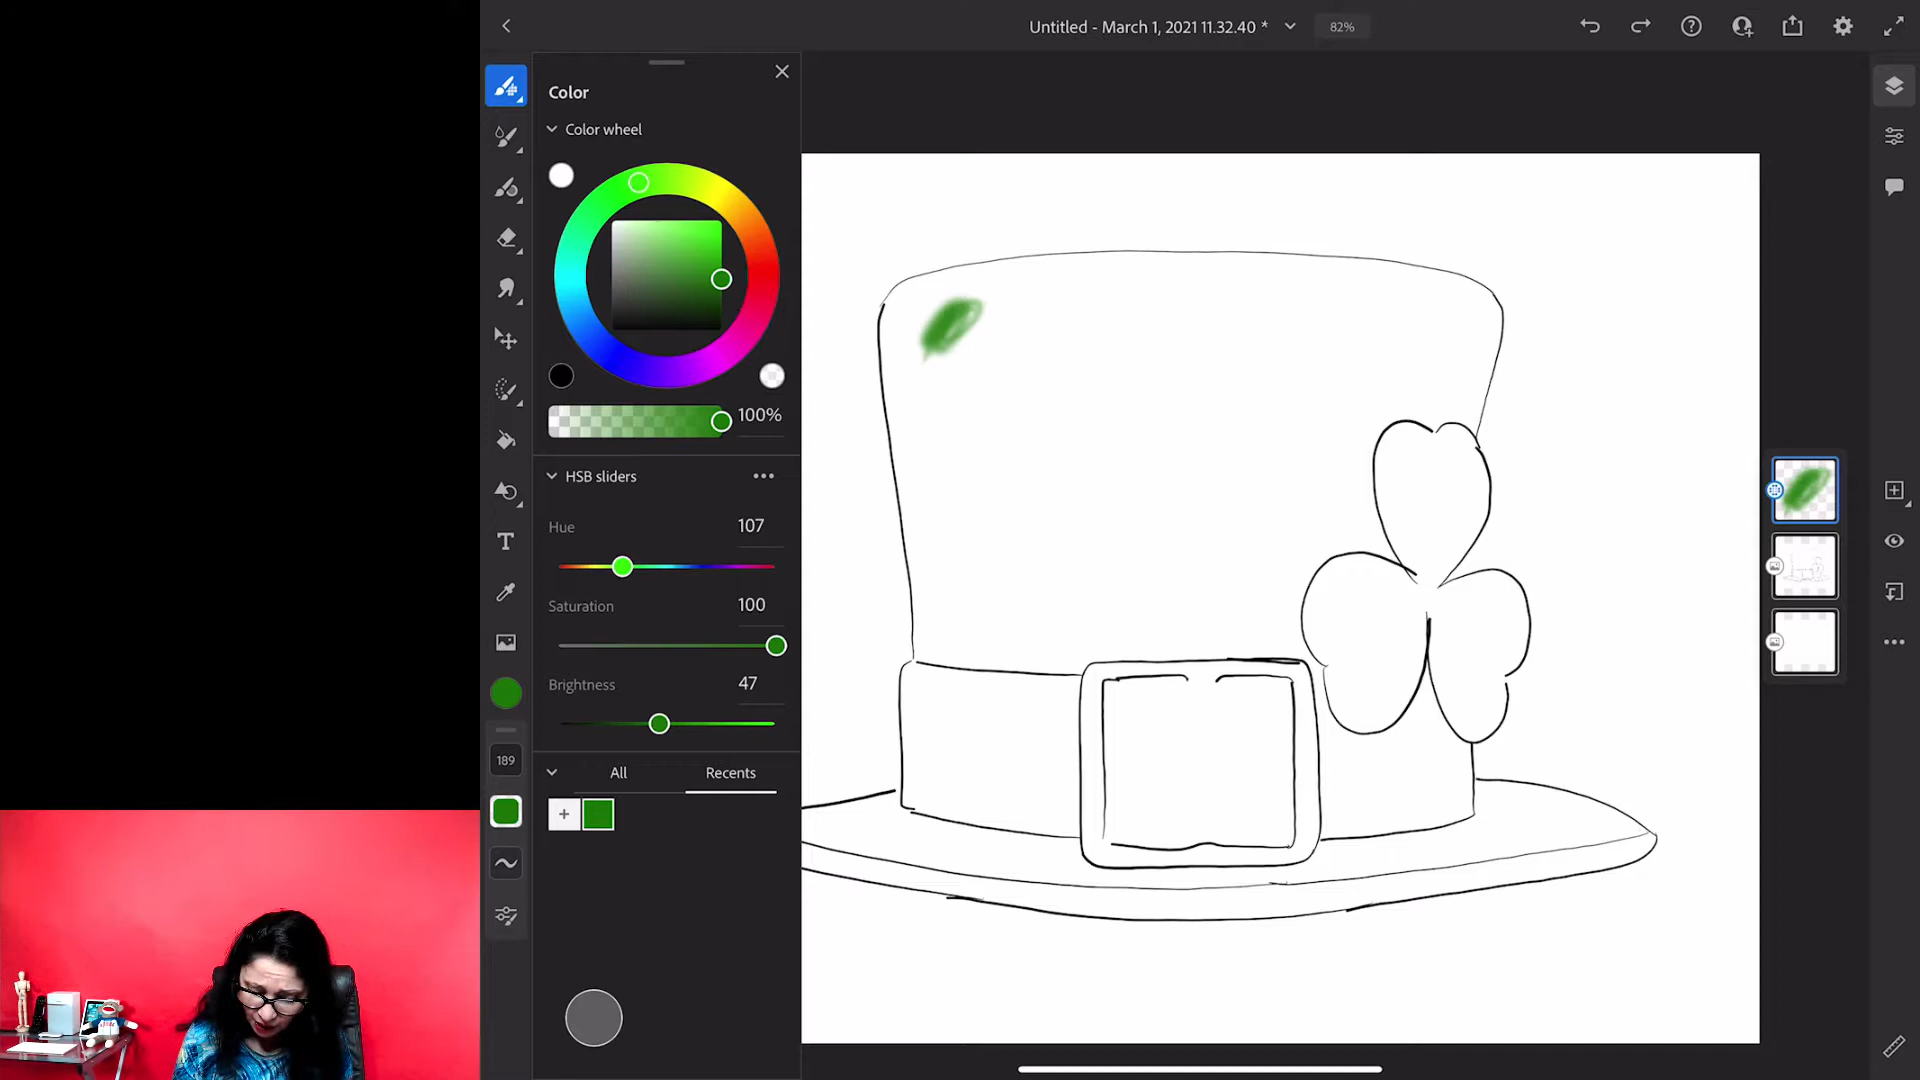 Untitled - March 1, 2021 11.32.40 *
82%
Color
Color wheel
100%
HSB sliders
Hue
107
Saturation
100
Brightness
47
189
All
Recents